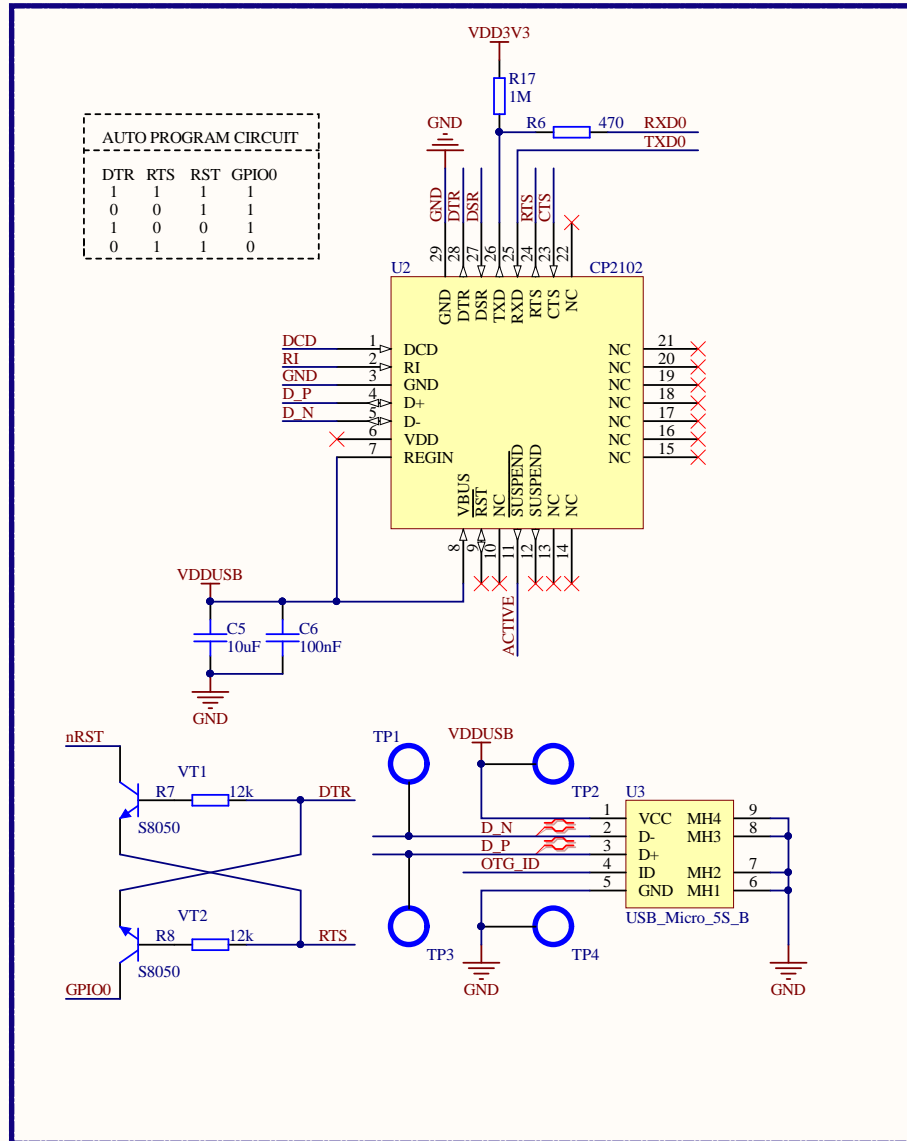 VDD3V3
R17
1M
R6 470 RXD0
TXD0
GND
AUTO PROGRAM CIRCUIT
DTR RTS RST GPIO0
1 1 1 1
0 0 1 1
1 0 0 1
0 1 1 0
GND DTR DSR RTS CTS
29 28 27 26 25 24 23 22
U2 CP2102
GND DTR DSR TXD RXD RTS CTS NC
DCD 1 DCD NC 21
RI 2 RI NC 20
GND 3 GND NC 19
D_P 4 D+ NC 18
D_N 5 D- NC 17
6 VDD NC 16
7 REGIN NC 15
VBUS RST NC SUSPEND SUSPEND NC NC
8 9 10 11 12 13 14
ACTIVE
VDDUSB
C5 C6
10uF 100nF
GND
nRST
VT1
R7 12k DTR
S8050
VT2
R8 12k RTS
S8050
GPIO0
TP1 VDDUSB
TP2
U3
1 VCC MH4 9
D_N 2 D- MH3 8
D_P 3 D+
OTG_ID 4 ID MH2 7
5 GND MH1 6
USB_Micro_5S_B
TP3 TP4
GND GND